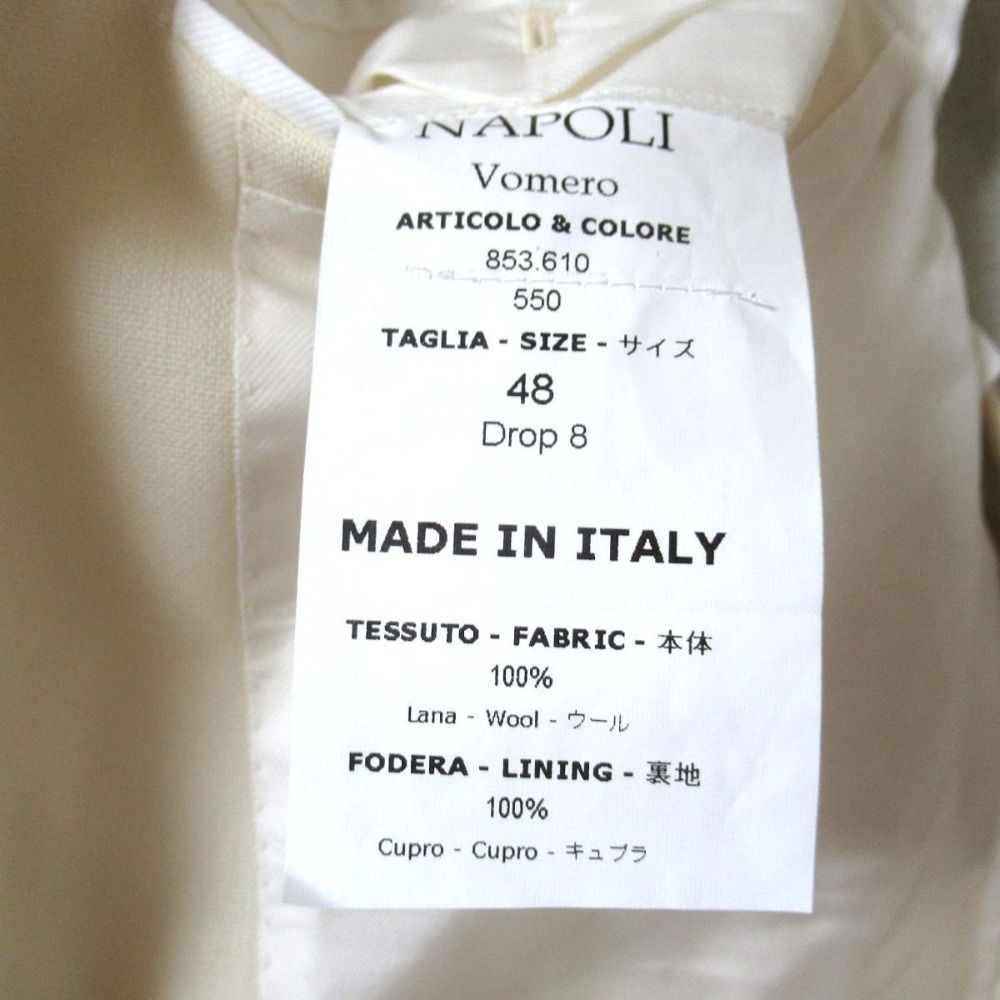 NAPOLI
Vomero
ARTICOLO & COLORE
853.610
550
TAGLIA - SIZE - サイズ
48
Drop 8
MADE IN ITALY
TESSUTO - FABRIC - 本体
100%
Lana - Wool - ウール
FODERA - LINING - 裏地
100%
Cupro - Cupro - キュプラ